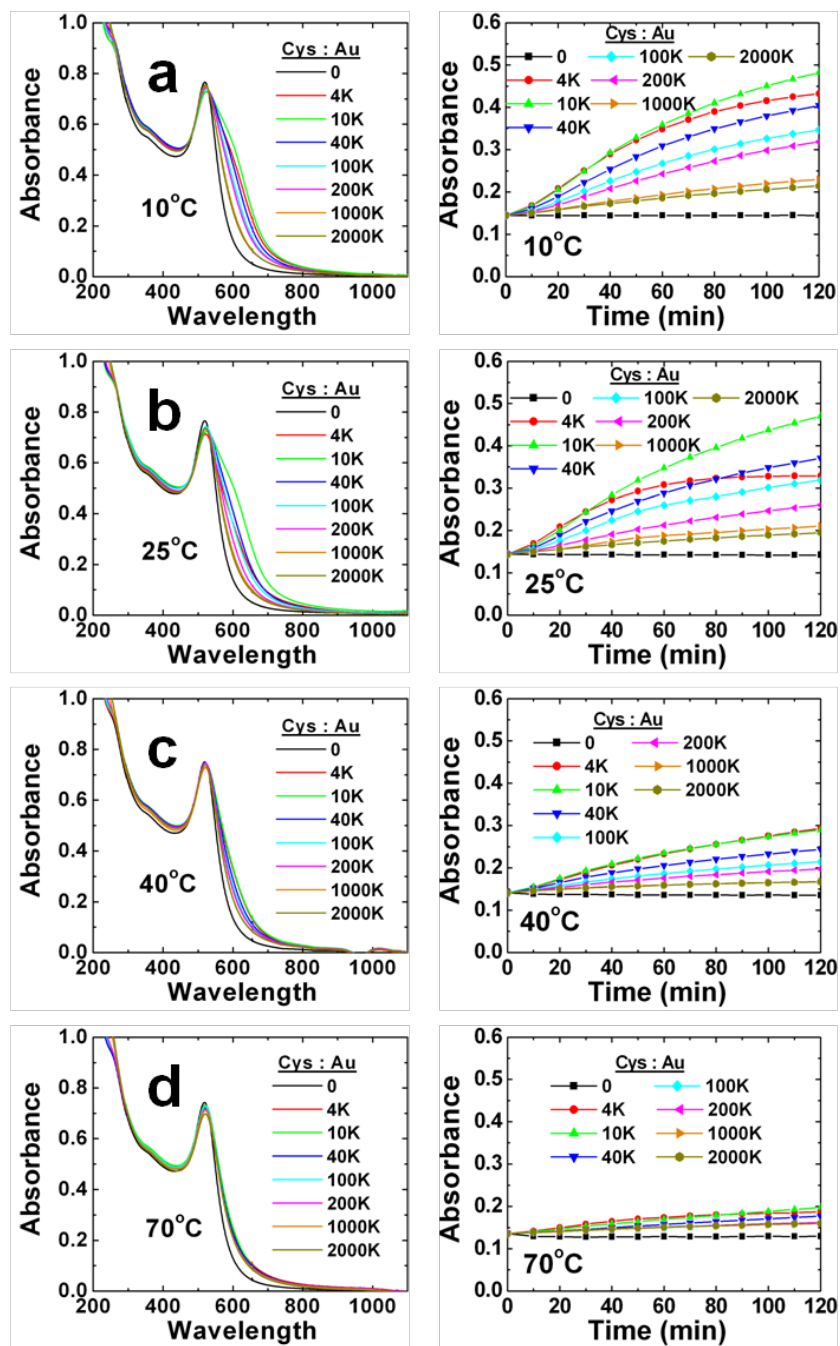 a
Cys : Au
0
4K
10K
40K
100K
200K
1000K
2000K
10°C
Absorbance
1.0
0.8
0.6
0.4
0.2
0.0
200 400 600 800 1000
Wavelength
Cys : Au
0 100K 2000K
4K 200K
10K 1000K
40K
10°C
Absorbance
0.6
0.5
0.4
0.3
0.2
0.1
0.0
0 20 40 60 80 100 120
Time (min)
b
Cys : Au
0
4K
10K
40K
100K
200K
1000K
2000K
25°C
Absorbance
1.0
0.8
0.6
0.4
0.2
0.0
200 400 600 800 1000
Wavelength
Cys : Au
0 100K 2000K
4K 200K
10K 1000K
40K
25°C
Absorbance
0.6
0.5
0.4
0.3
0.2
0.1
0.0
0 20 40 60 80 100 120
Time (min)
c
Cys : Au
0
4K
10K
40K
100K
200K
1000K
2000K
40°C
Absorbance
1.0
0.8
0.6
0.4
0.2
0.0
200 400 600 800 1000
Wavelength
Cys : Au
0 200K
4K 1000K
10K 2000K
40K
100K
40°C
Absorbance
0.6
0.5
0.4
0.3
0.2
0.1
0.0
0 20 40 60 80 100 120
Time (min)
d
Cys : Au
0
4K
10K
40K
100K
200K
1000K
2000K
70°C
Absorbance
1.0
0.8
0.6
0.4
0.2
0.0
200 400 600 800 1000
Wavelength
Cys : Au
0 100K
4K 200K
10K 1000K
40K 2000K
70°C
Absorbance
0.6
0.5
0.4
0.3
0.2
0.1
0.0
0 20 40 60 80 100 120
Time (min)